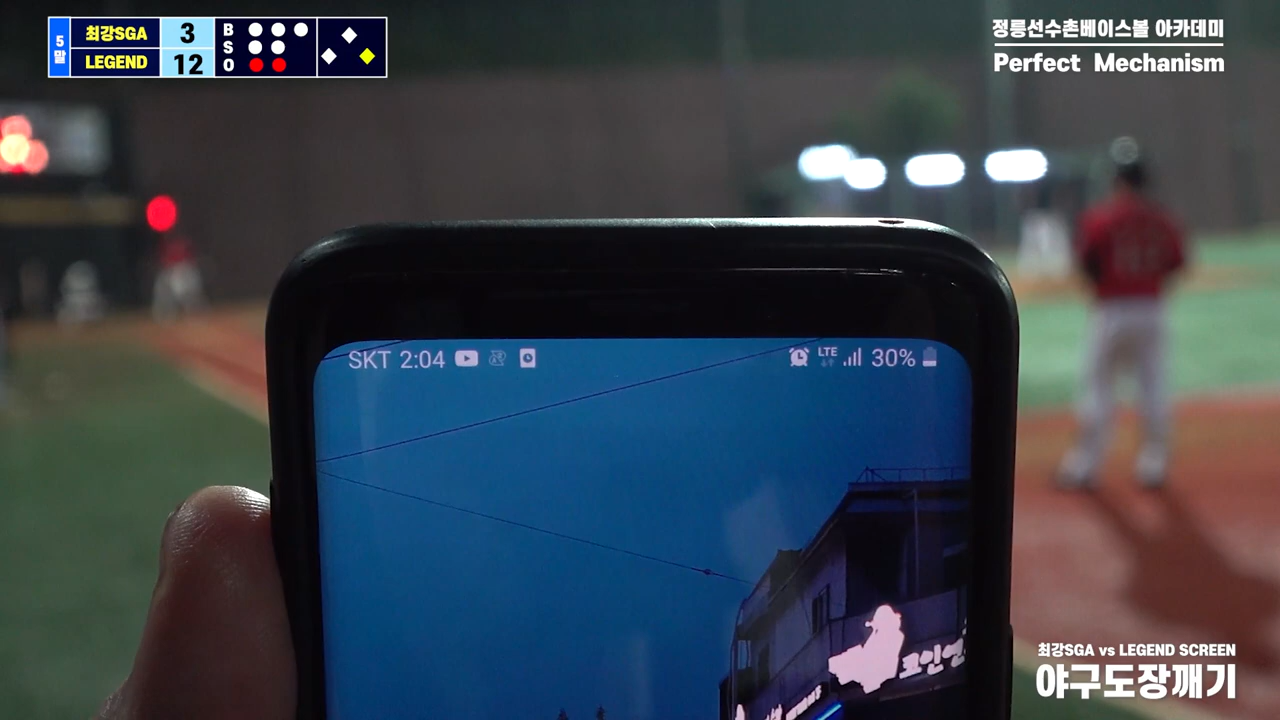 5말
최강SGA 3
LEGEND 12
B
S
O
정릉선수촌베이스볼 아카데미
Perfect Mechanism
SKT 2:04
LTE
30%
코인
최강SGA vs LEGEND SCREEN
야구도장깨기